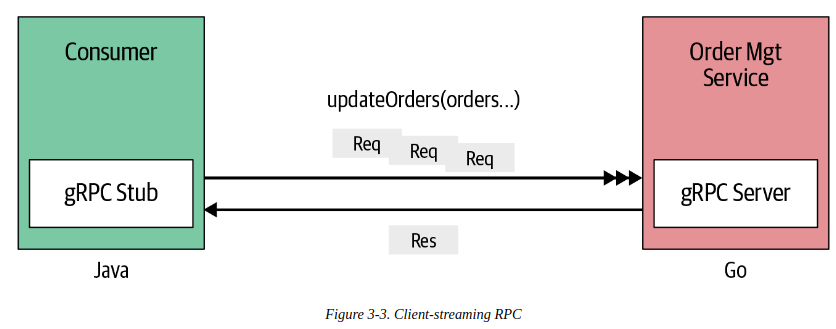 Consumer
Order Mgt
Service
updateOrders(orders...)
Req
Req
Req
gRPC Stub
gRPC Server
Res
Java
Go
Figure 3-3. Client-streaming RPC